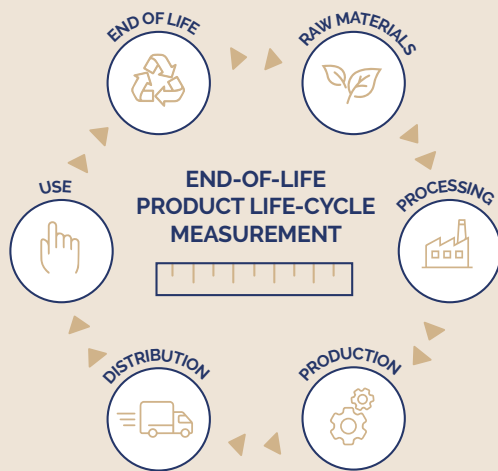 END OF LIFE
RAW MATERIALS
USE
END-OF-LIFE
PRODUCT LIFE-CYCLE
MEASUREMENT
PROCESSING
DISTRIBUTION
PRODUCTION